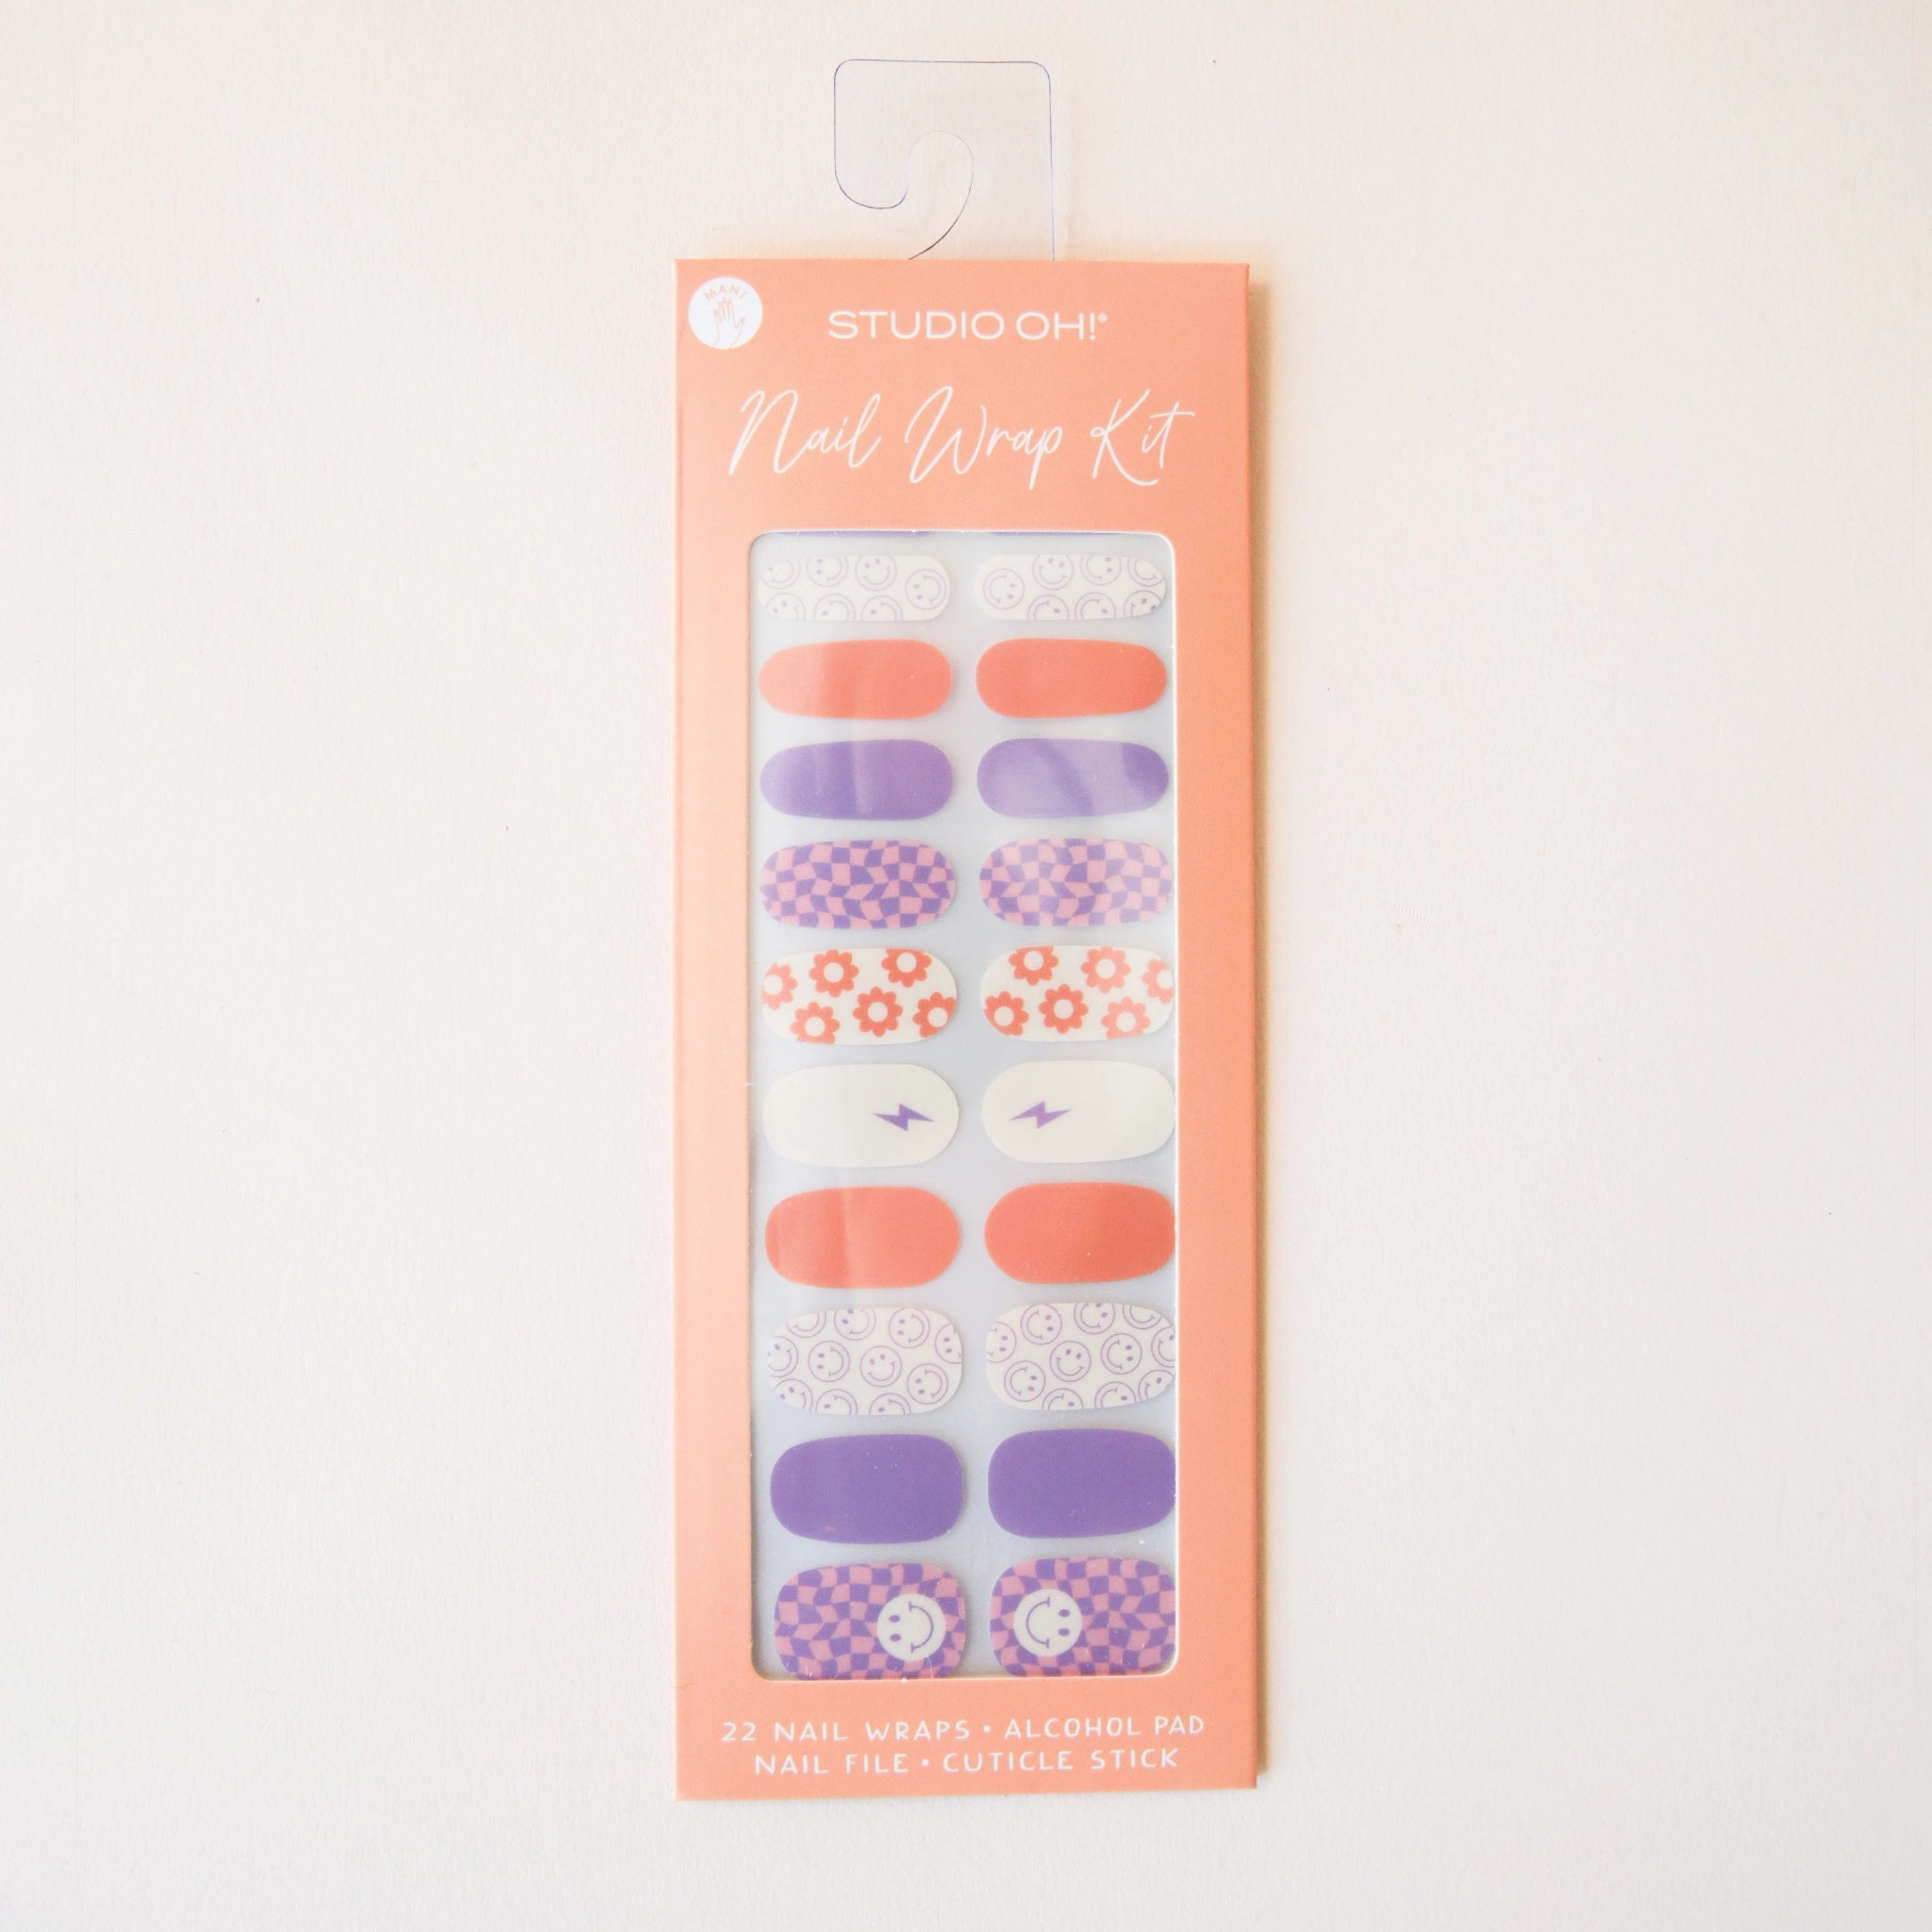 MANI
STUDIO OH!®
Nail Wrap Kit
22 NAIL WRAPS • ALCOHOL PAD
NAIL FILE • CUTICLE STICK